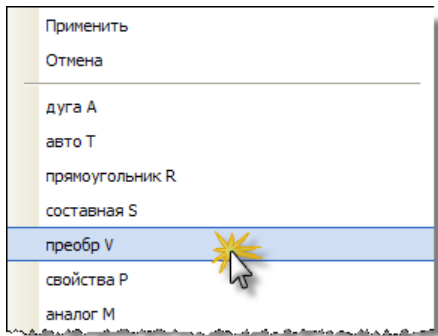 Применить
Отмена
дуга A
авто T
прямоугольник R
составная S
преобр V
свойства P
аналог M